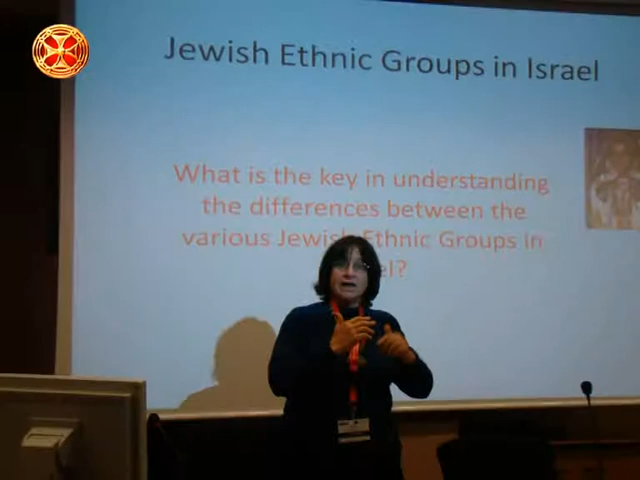 Jewish Ethnic Groups in Israel
What is the key in understanding
the differences between the
various Jewish Ethnic Groups in
el?